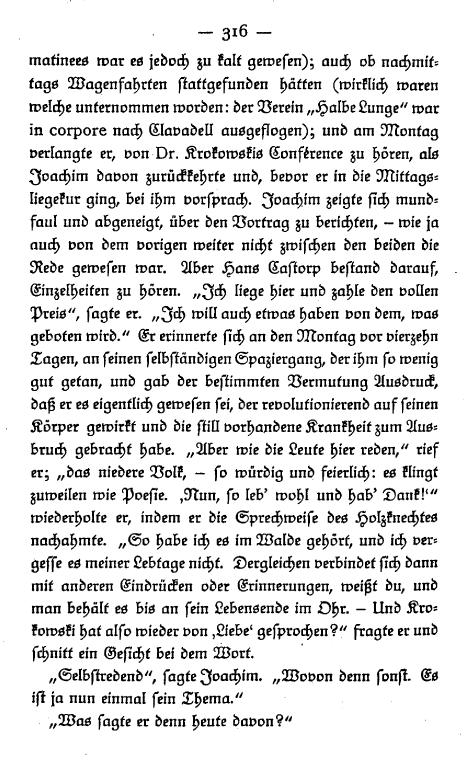 — 316 —
matinees war es jedoch zu kalt gewesen); auch ob nachmit-
tags Wagenfahrten stattgefunden hätten (wirklich waren
welche unternommen worden: der Verein „Halbe Lunge“ war
in corpore nach Clavadell ausgeflogen); und am Montag
verlangte er, von Dr. Krokowskis Conférence zu hören, als
Joachim davon zurückkehrte und, bevor er in die Mittags-
liegekur ging, bei ihm vorsprach. Joachim zeigte sich mund-
faul und abgeneigt, über den Vortrag zu berichten, – wie ja
auch von dem vorigen weiter nicht zwischen den beiden die
Rede gewesen war. Aber Hans Castorp bestand darauf,
Einzelheiten zu hören. „Ich liege hier und zahle den vollen
Preis“, sagte er. „Ich will auch etwas haben von dem, was
geboten wird.“ Er erinnerte sich an den Montag vor vierzehn
Tagen, an seinen selbständigen Spaziergang, der ihm so wenig
gut getan, und gab der bestimmten Vermutung Ausdruck,
daß er es eigentlich gewesen sei, der revolutionierend auf seinen
Körper gewirkt und die still vorhandene Krankheit zum Aus-
bruch gebracht habe. „Aber wie die Leute hier reden,“ rief
er; „das niedere Volk, – so würdig und feierlich: es klingt
zuweilen wie Poesie. ‚Nun, so leb’ wohl und hab’ Dank!‘“
wiederholte er, indem er die Sprechweise des Holzknechtes
nachahmte. „So habe ich es im Walde gehört, und ich ver-
gesse es meiner Lebtage nicht. Dergleichen verbindet sich dann
mit anderen Eindrücken oder Erinnerungen, weißt du, und
man behält es bis an sein Lebensende im Ohr. – Und Kro-
kowski hat also wieder von ‚Liebe‘ gesprochen?“ fragte er und
schnitt ein Gesicht bei dem Wort.
„Selbstredend“, sagte Joachim. „Wovon denn sonst. Es
ist ja nun einmal sein Thema.“
„Was sagte er denn heute davon?“